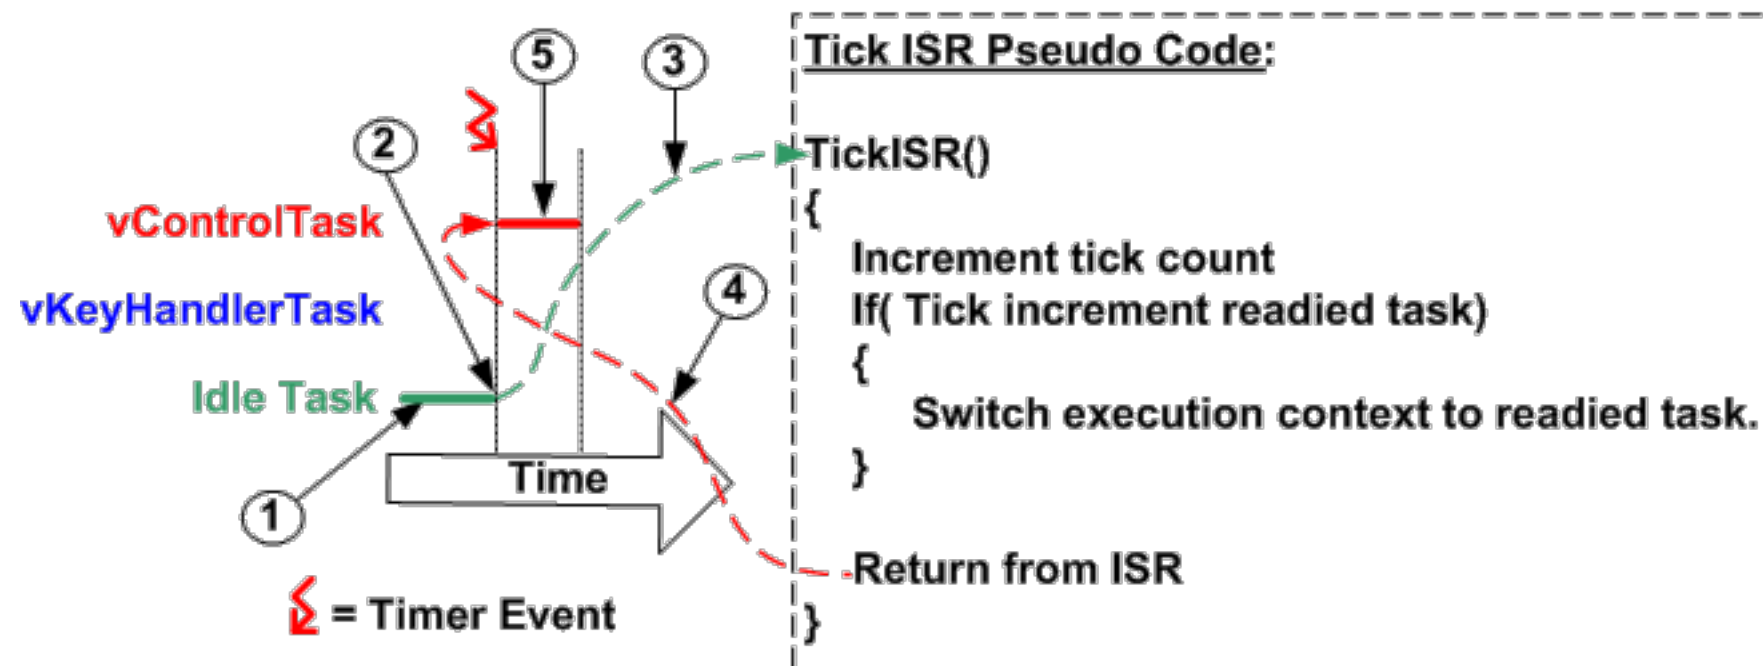 5
3
2
vControlTask
vKeyHandlerTask
4
Idle Task
1
Time
= Timer Event
Tick ISR Pseudo Code:
TickISR()
{
Increment tick count
If( Tick increment readied task)
{
Switch execution context to readied task.
}
Return from ISR
}